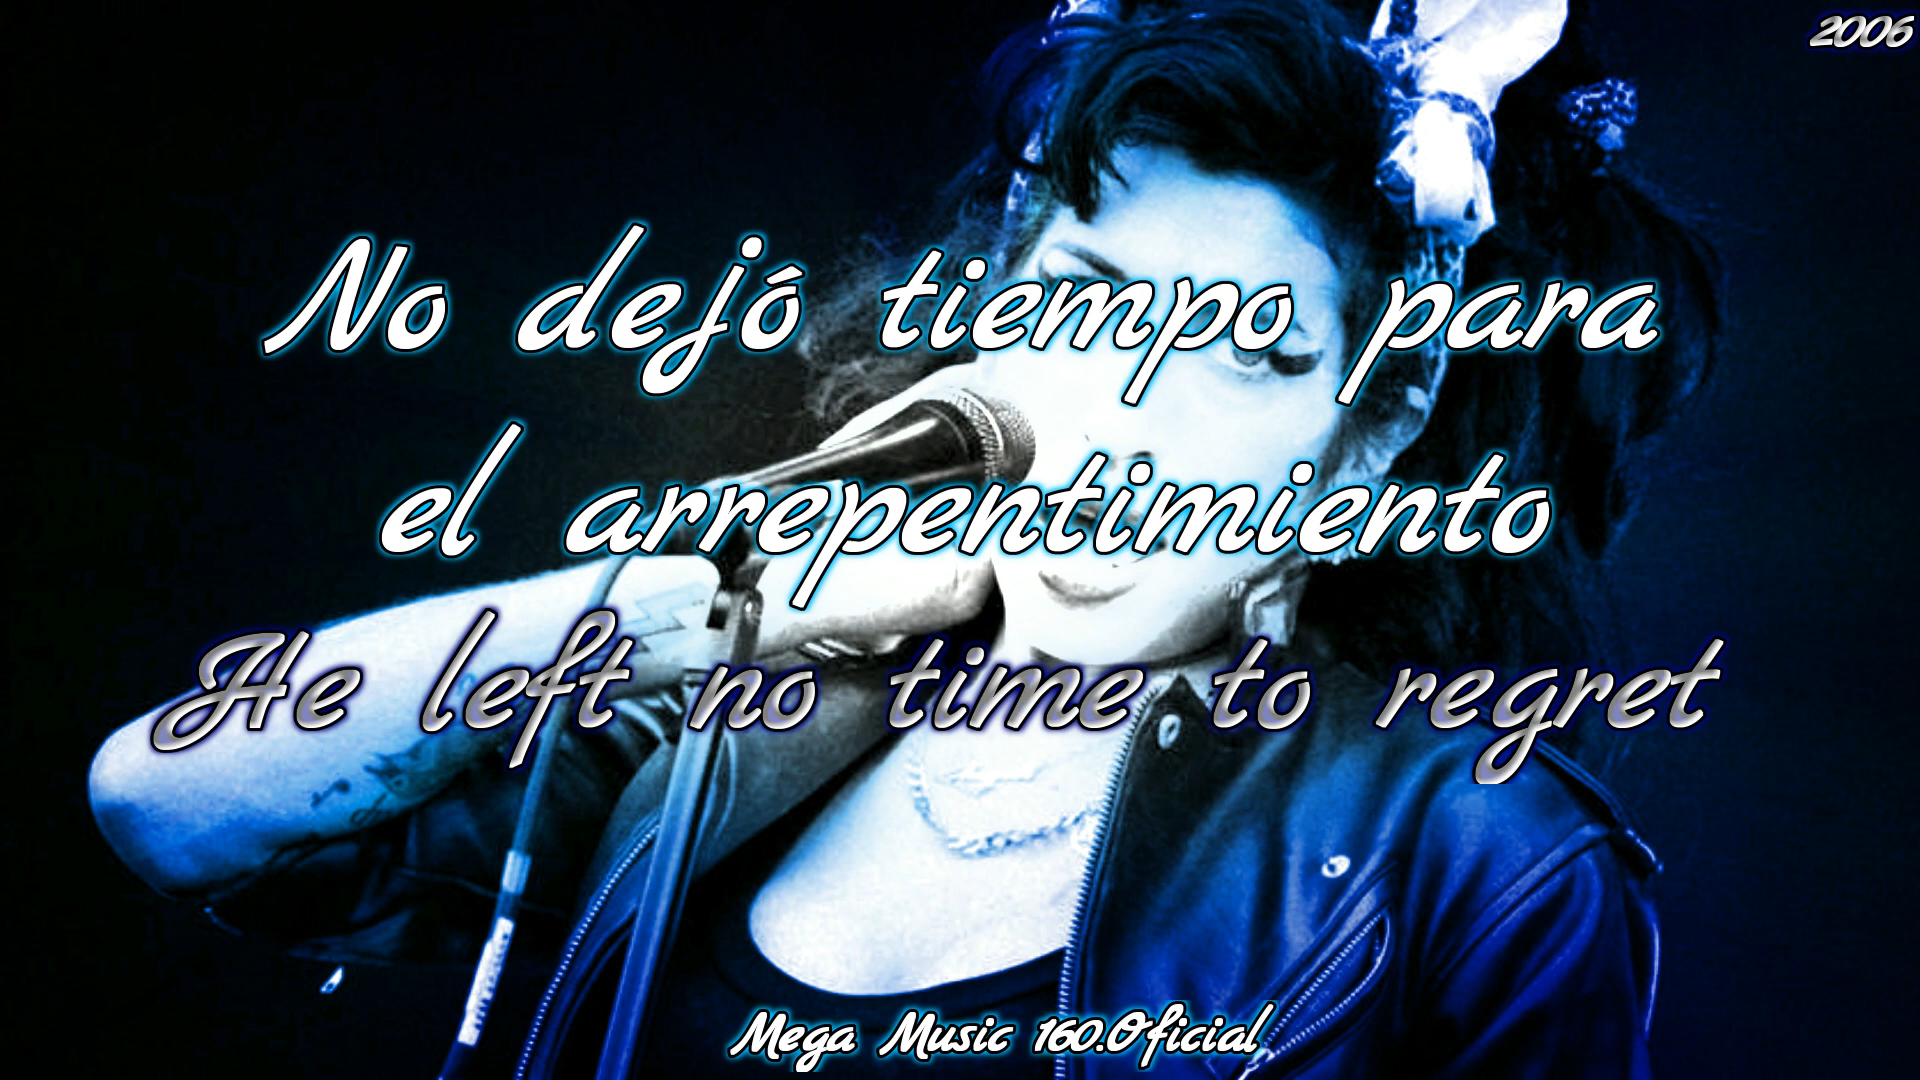 2006
No dejó tiempo para
el arrepentimiento
He left no time to regret
Mega Music 160.Oficial